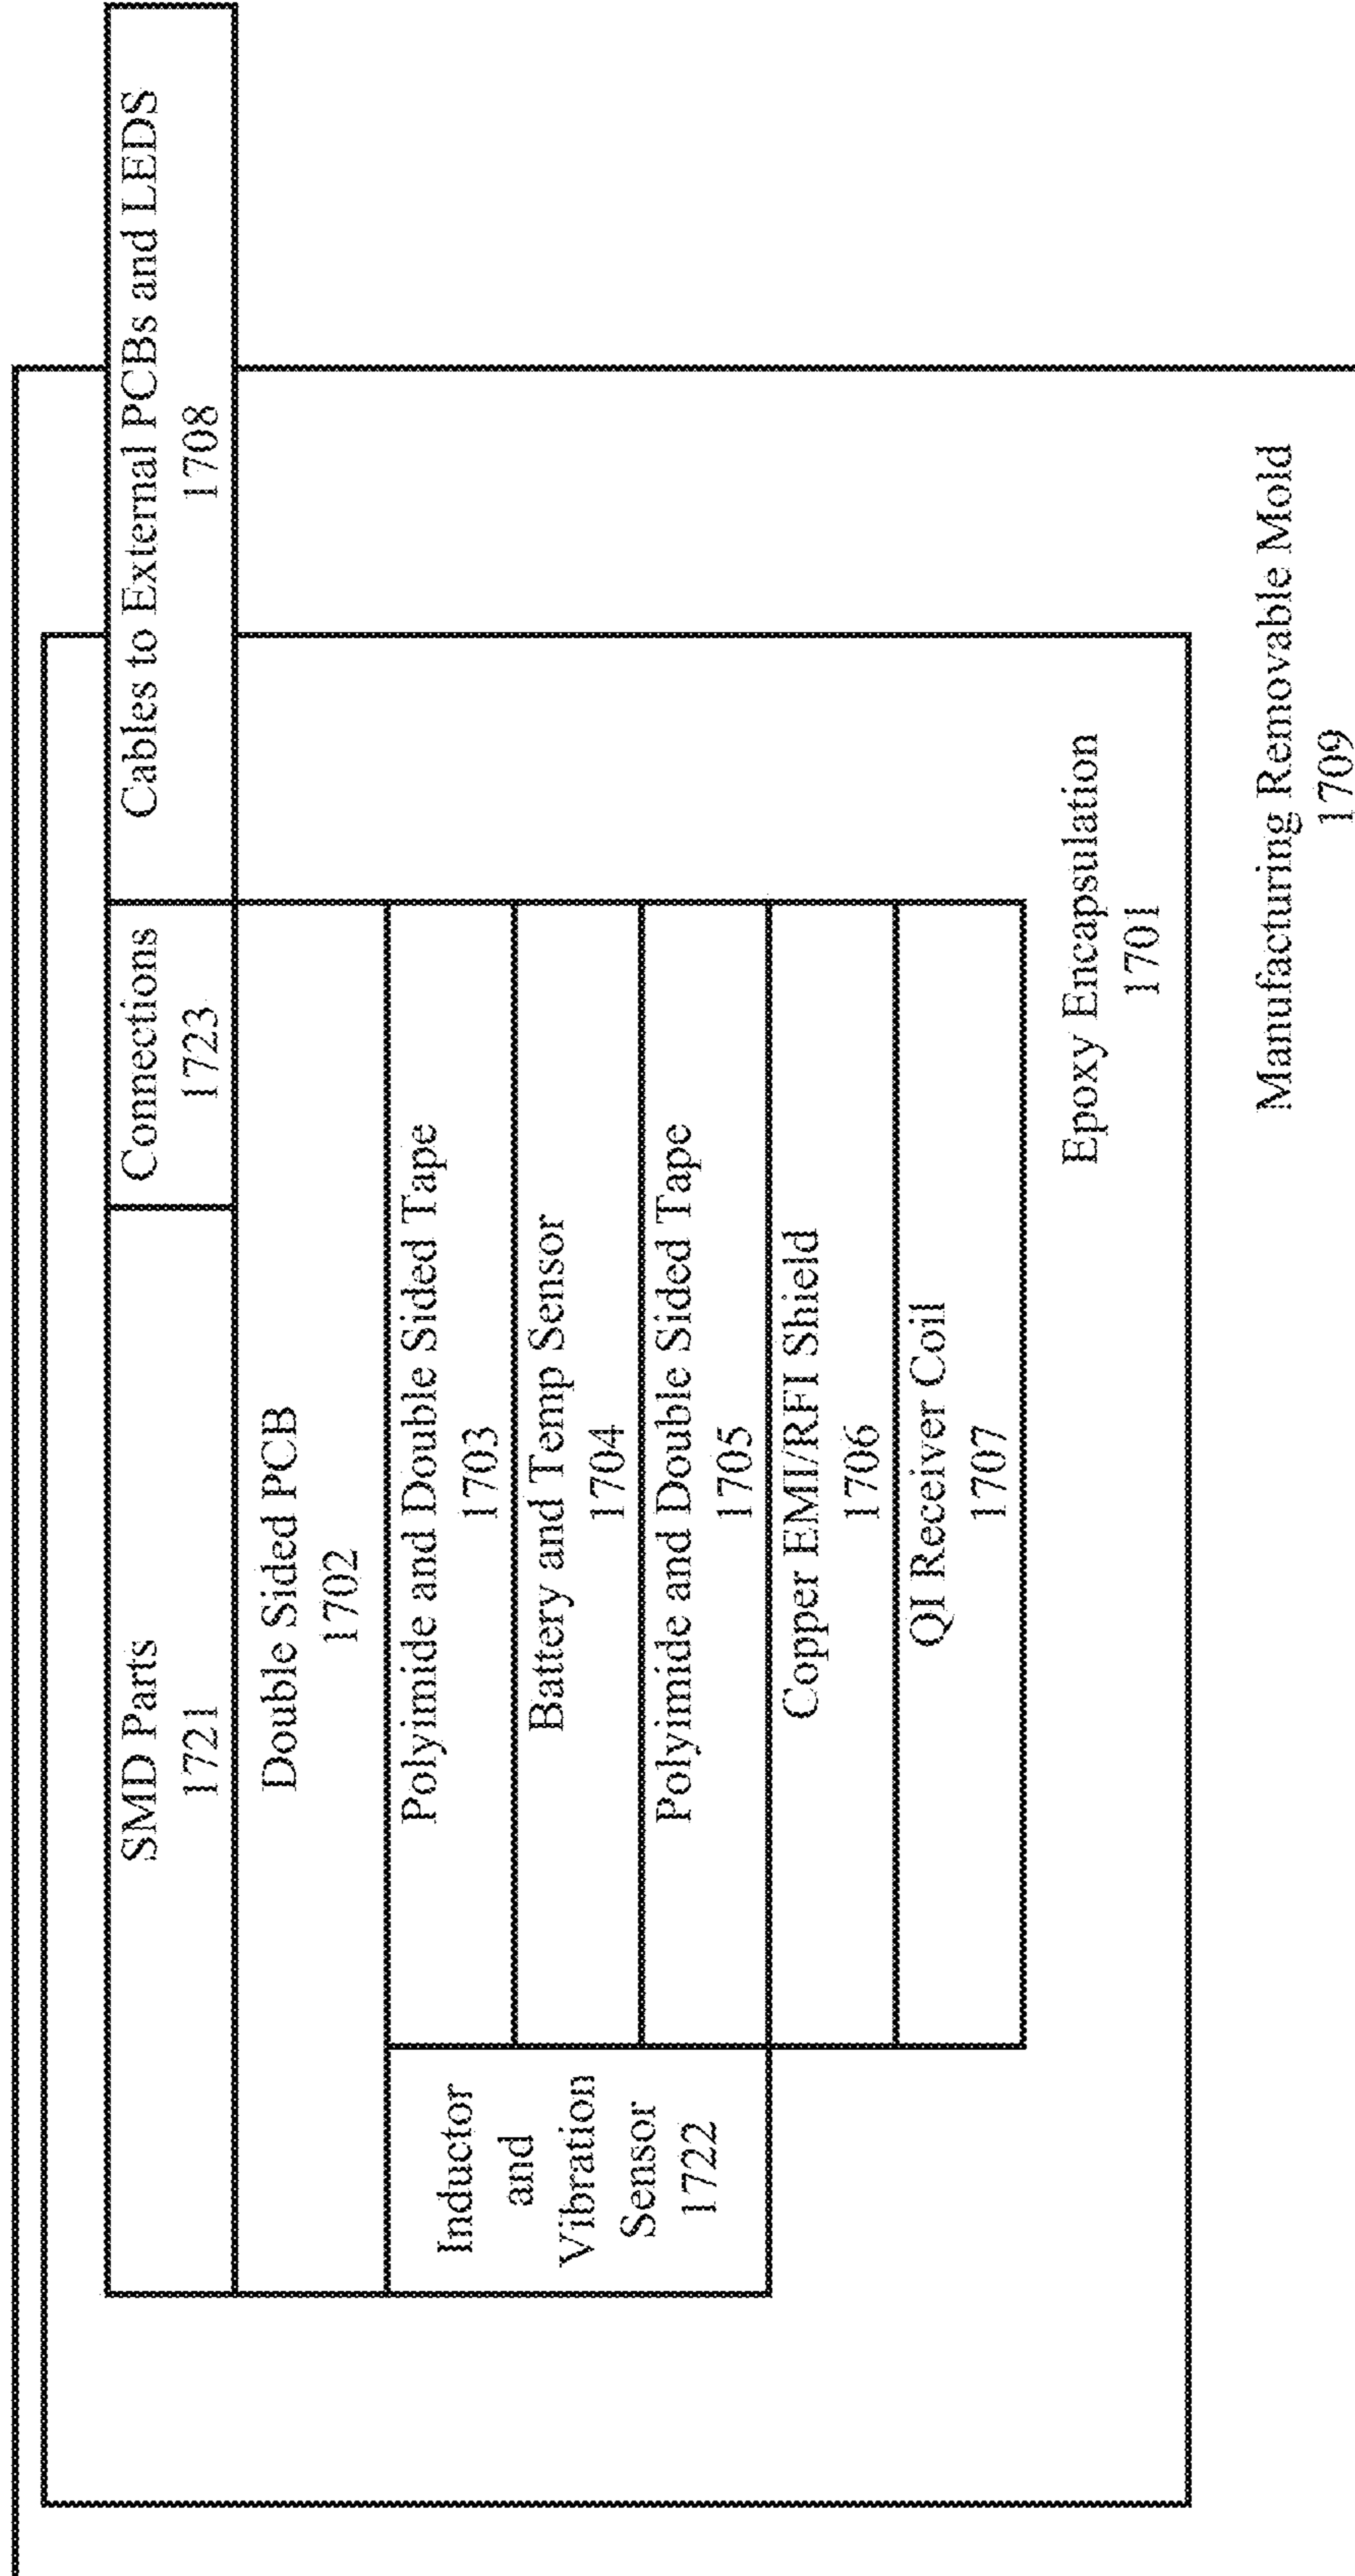 SMD Parts
1721
Connections
1723
Cables to External PCBs and LEDS
1708
Double Sided PCB
1702
Inductor
and
Vibration
Sensor
1722
Polyimide and Double Sided Tape
1703
Battery and Temp Sensor
1704
Polyimide and Double Sided Tape
1705
Copper EMI/RFI Shield
1706
QI Receiver Coil
1707
Epoxy Encapsulation
1701
Manufacturing Removable Mold
1709